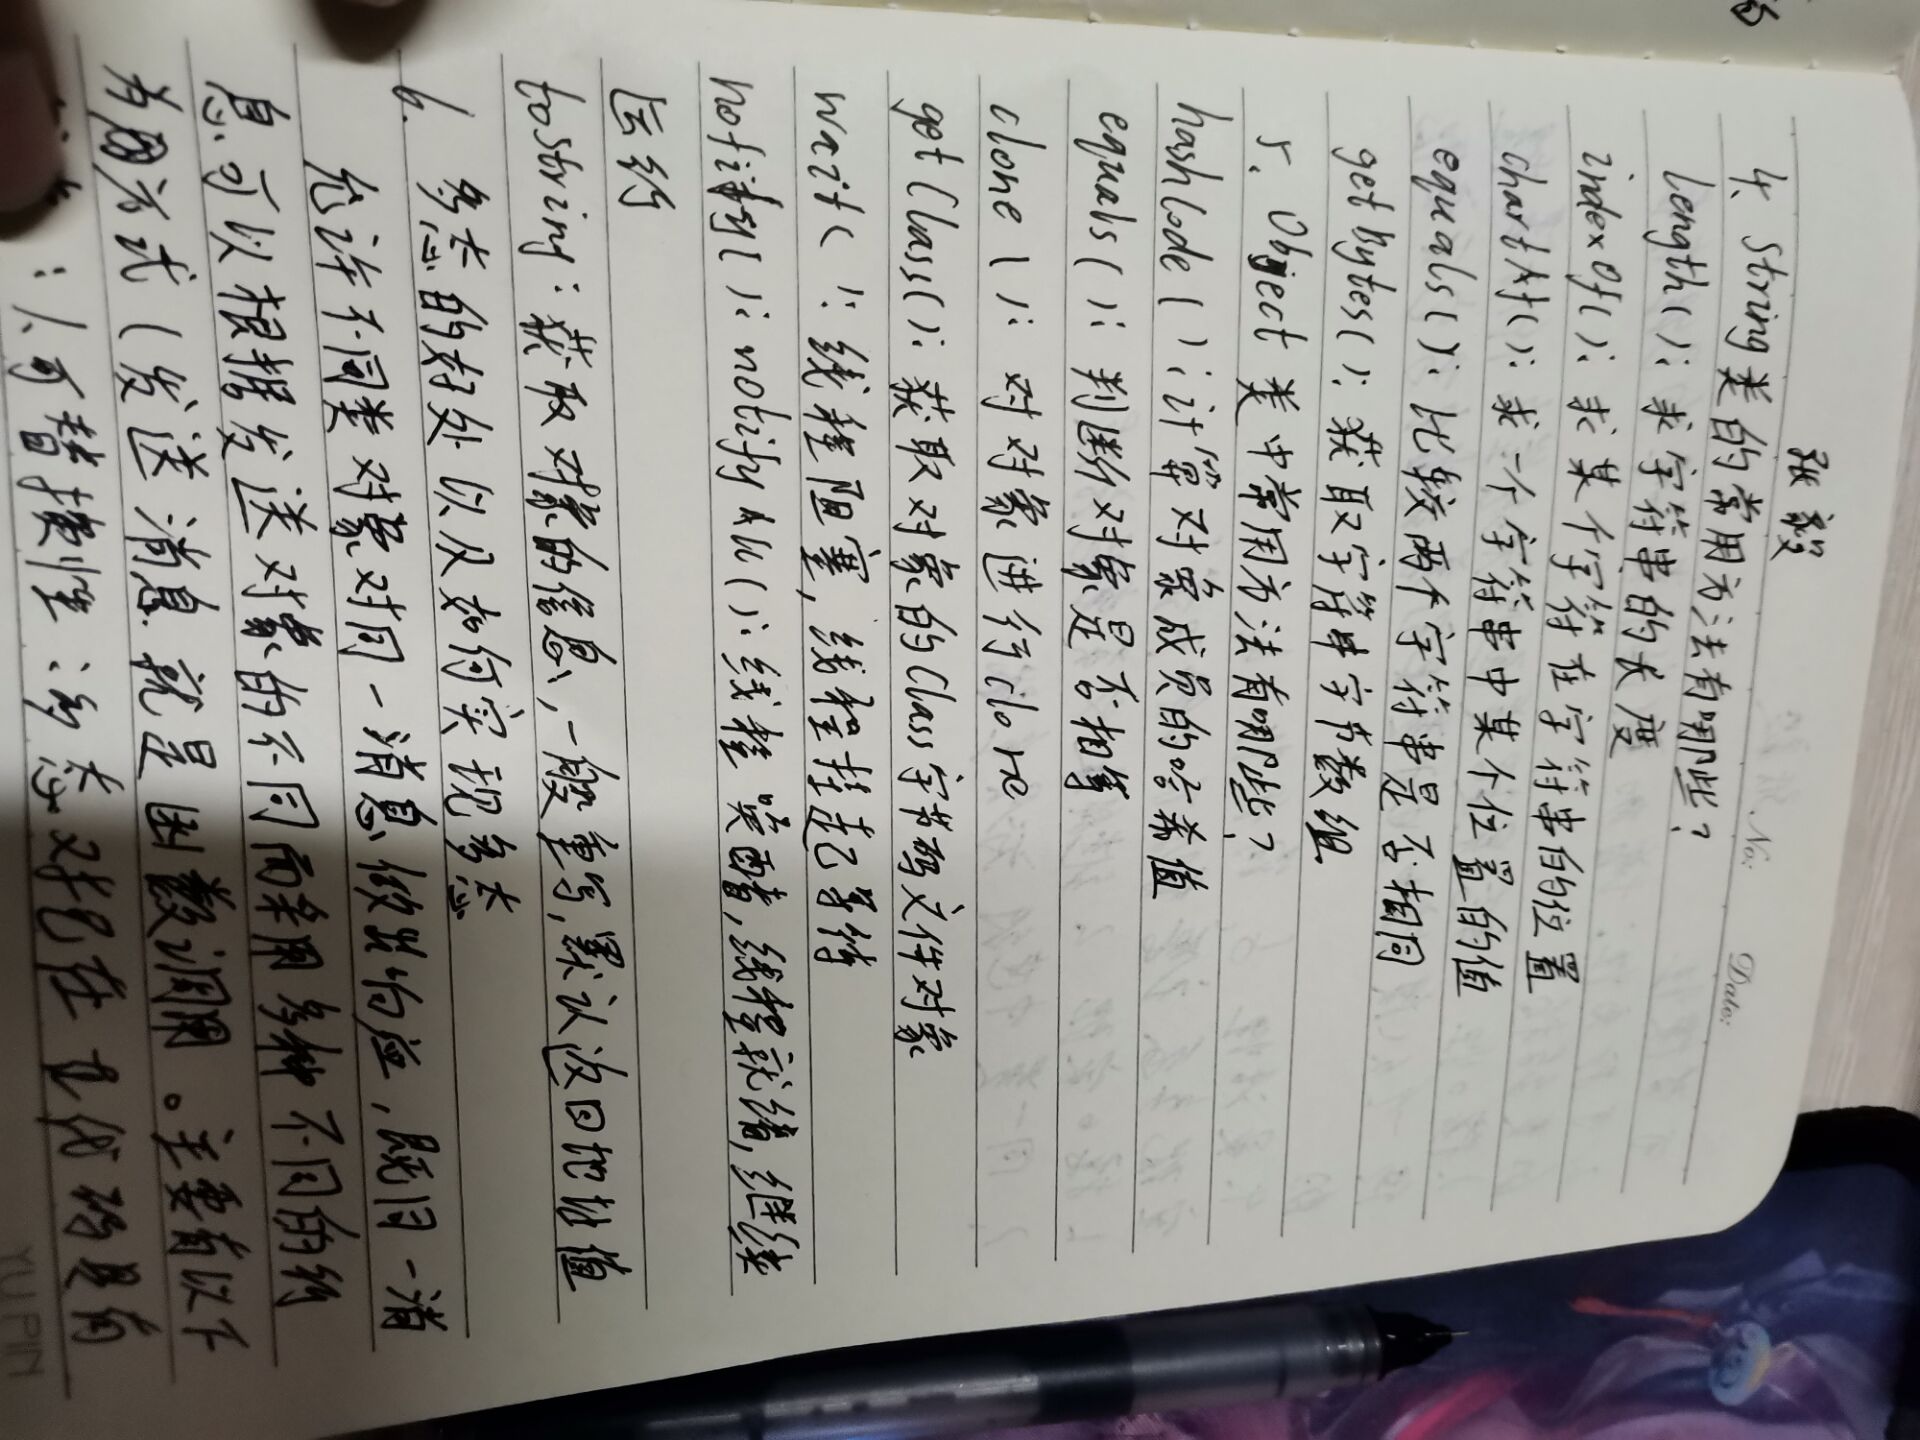 张毅
No:
Date:
4、String类的常用方法有哪些?
length():求字符串的长度
indexOf():求某个字符在字符串的位置
chartAt():求一个字符串中某个位置的值
equals():比较两个字符串是否相同
getbytes():获取字符串字节数组
5、Object类中常用方法有哪些?
hashCode():计算对象成员的哈希值
equals():判断对象是否相等
clone():对对象进行clone
getClass():获取对象的Class字节码文件对象
wait():线程阻塞,线程挂起等待
notify():notifyAll():线程唤醒,线程就绪,继续
运行
toString:获取对象的信息,一般重写,默认返回地址值
6. 多态的好处以及如何实现多态
允许不同类对象对同一消息做出响应,既同一消
息可以根据发送对象的不同而采用多种不同的行
为方式(发送消息就是函数调用。主要有以下
:1.可替换性:多态对已存在
YU PIN